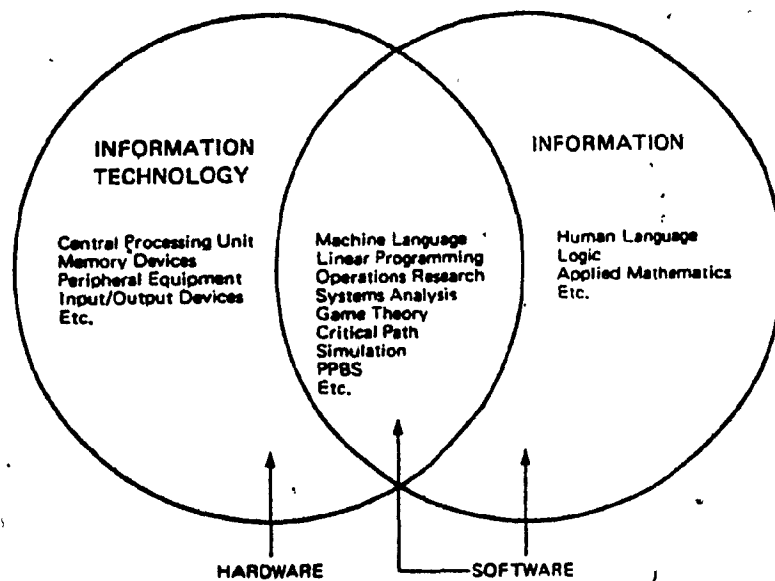 INFORMATION
TECHNOLOGY
Central Processing Unit
Memory Devices
Peripheral Equipment
Input/Output Devices
Etc.
Machine Language
Linear Programming
Operations Research
Systems Analysis
Game Theory
Critical Path
Simulation
PPBS
Etc.
INFORMATION
Human Language
Logic
Applied Mathematics
Etc.
HARDWARE
SOFTWARE